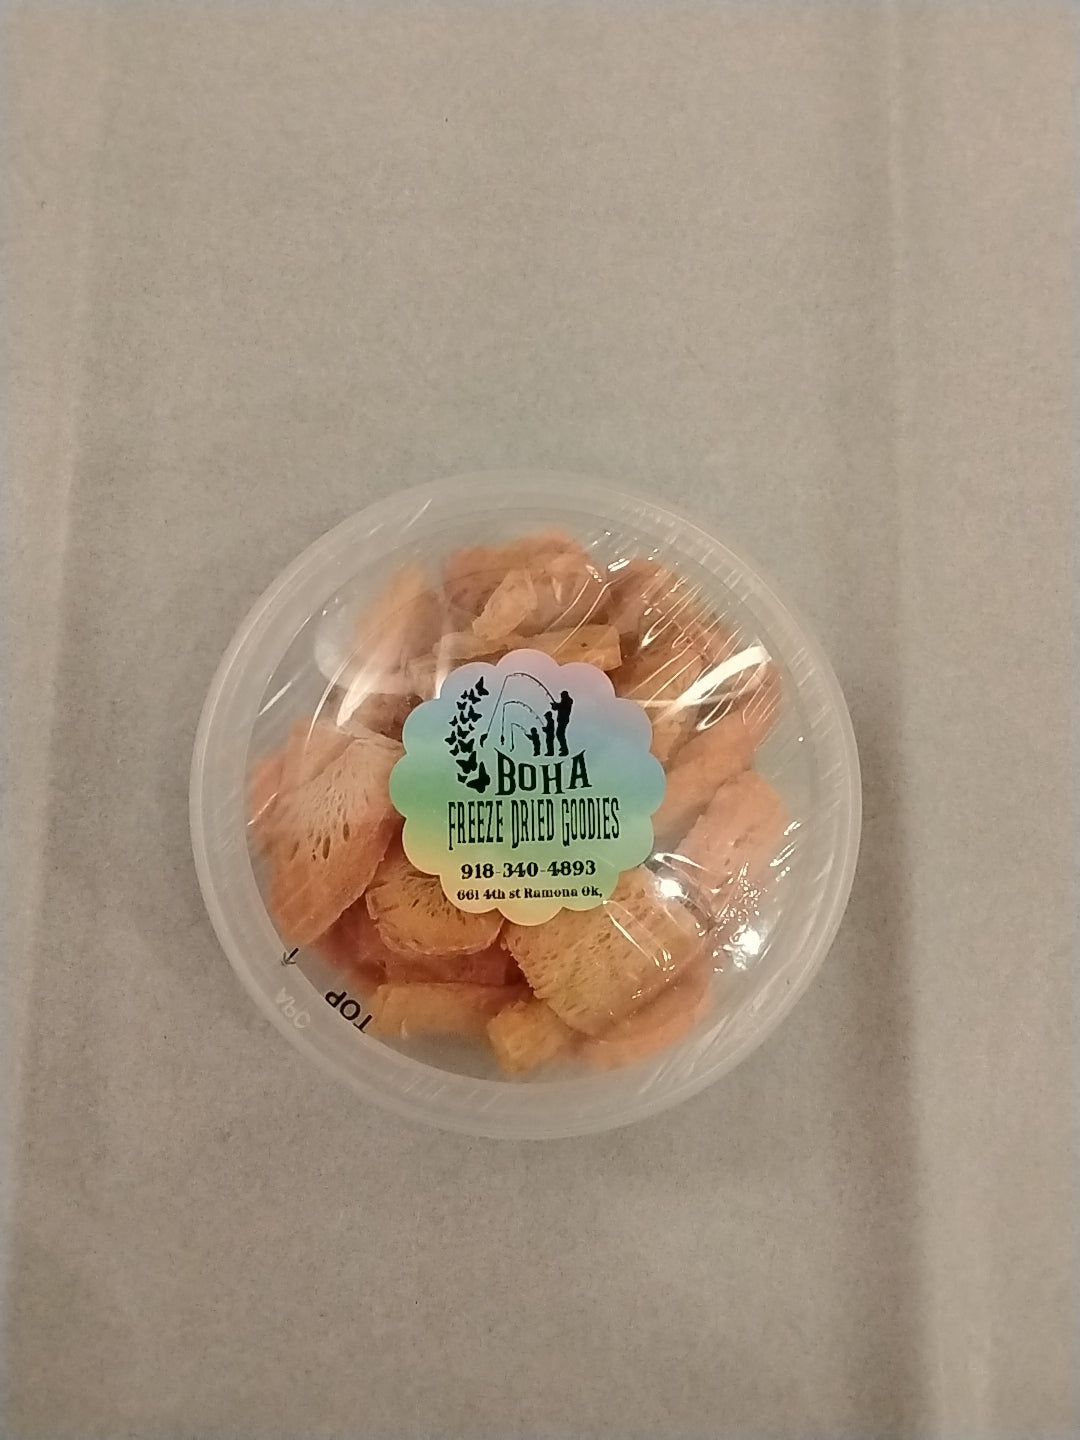 BOHA
FREEZE DRIED GOODIES
918-340-4893
661 4th st Ramona Ok,
TOP